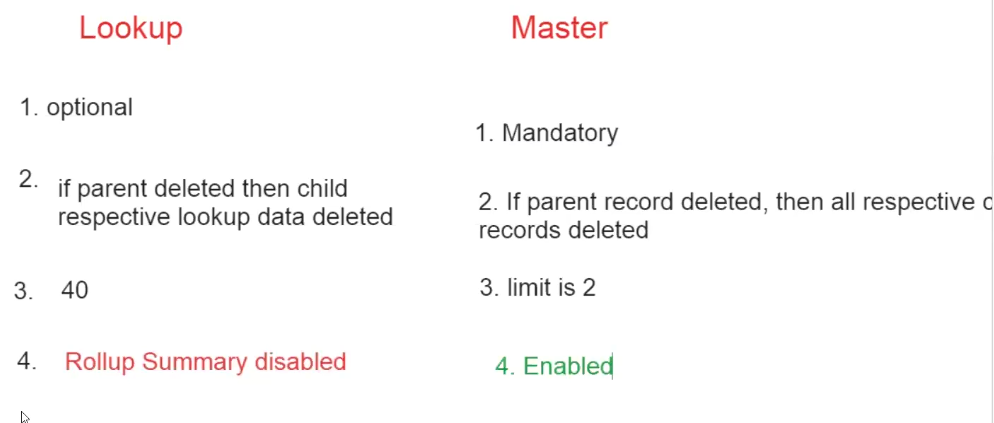 Lookup
Master
1. optional
1. Mandatory
2. if parent deleted then child
respective lookup data deleted
2. If parent record deleted, then all respective
records deleted
3. 40
3. limit is 2
4. Rollup Summary disabled
4. Enabled